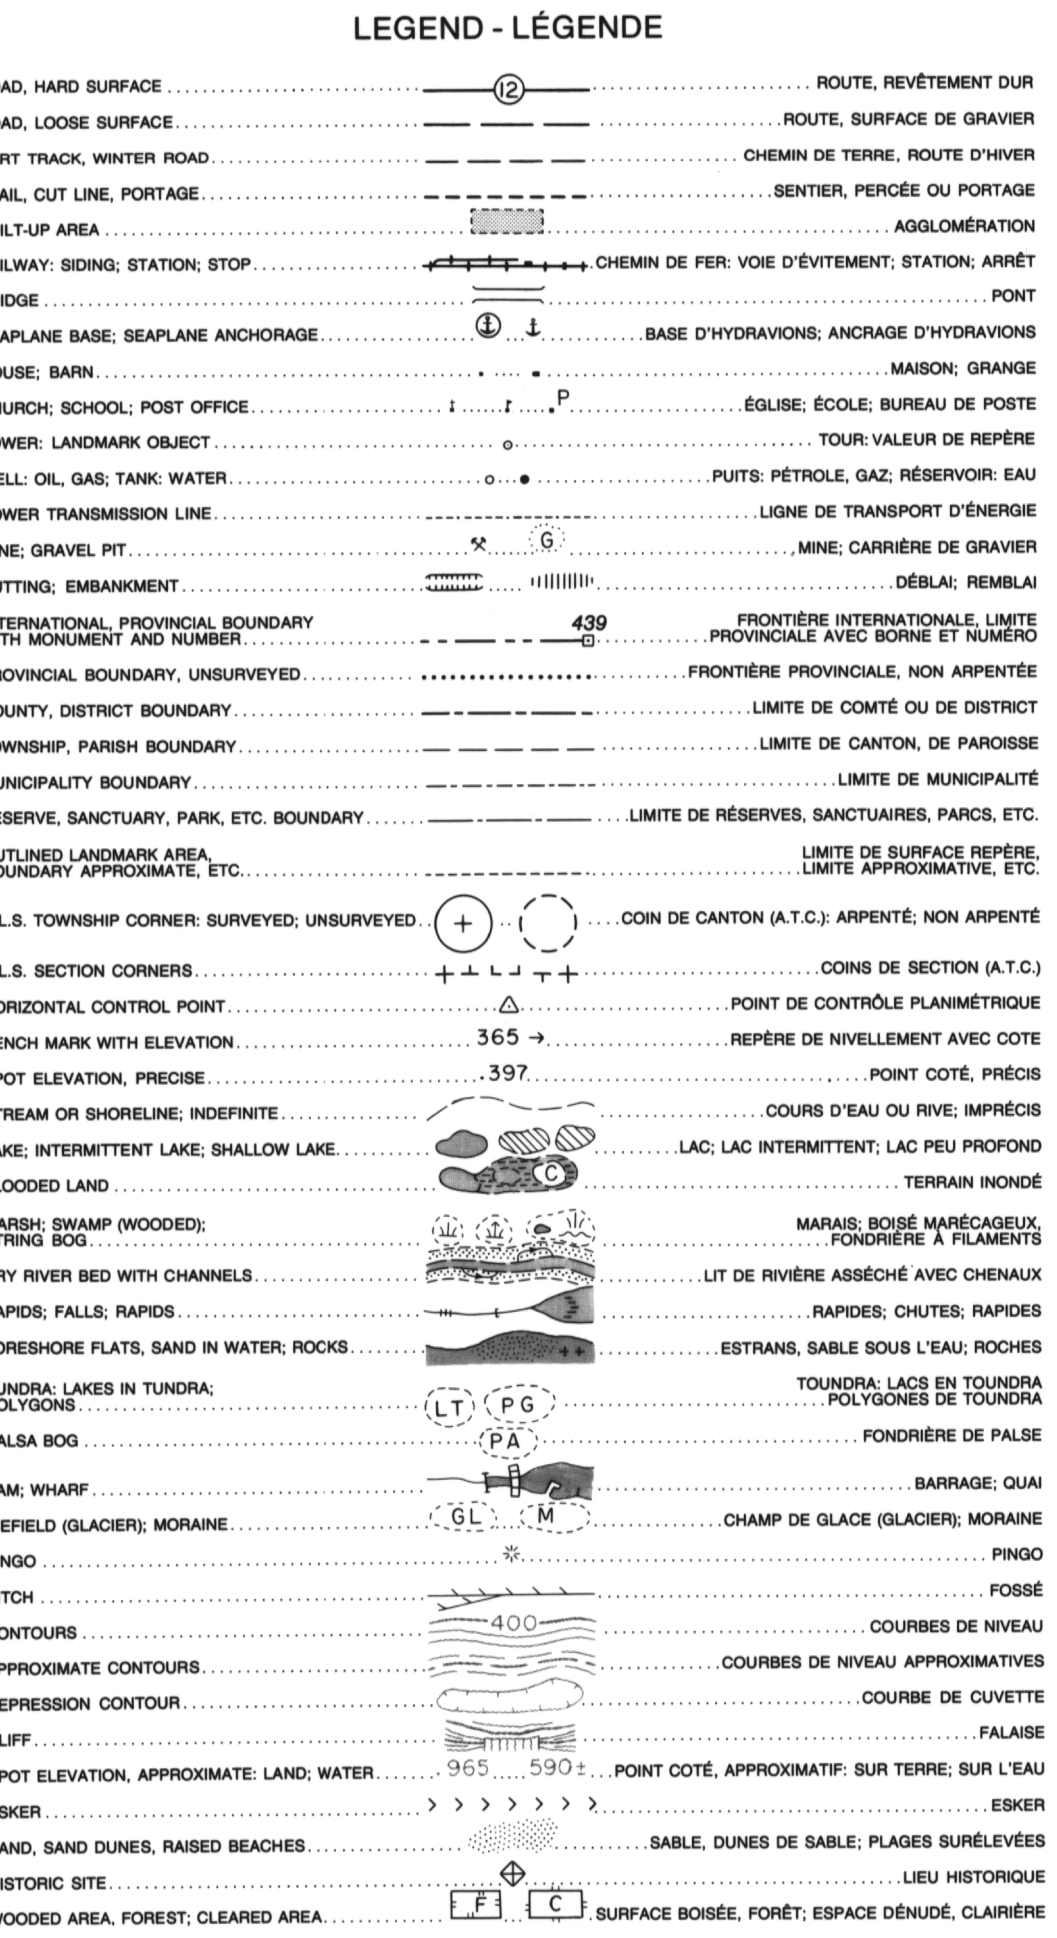 LEGEND - LÉGENDE
AD, HARD SURFACE 12 ROUTE, REVÊTEMENT DUR
AD, LOOSE SURFACE ROUTE, SURFACE DE GRAVIER
RT TRACK, WINTER ROAD CHEMIN DE TERRE, ROUTE D'HIVER
AIL, CUT LINE, PORTAGE SENTIER, PERCÉE OU PORTAGE
ILT-UP AREA AGGLOMÉRATION
ILWAY: SIDING; STATION; STOP CHEMIN DE FER: VOIE D'ÉVITEMENT; STATION; ARRÊT
IDGE PONT
APLANE BASE; SEAPLANE ANCHORAGE BASE D'HYDRAVIONS; ANCRAGE D'HYDRAVIONS
OUSE; BARN MAISON; GRANGE
HURCH; SCHOOL; POST OFFICE P ÉGLISE; ÉCOLE; BUREAU DE POSTE
OWER: LANDMARK OBJECT TOUR: VALEUR DE REPÈRE
ELL: OIL, GAS; TANK: WATER PUITS: PÉTROLE, GAZ; RÉSERVOIR: EAU
OWER TRANSMISSION LINE LIGNE DE TRANSPORT D'ÉNERGIE
NE; GRAVEL PIT G MINE; CARRIÈRE DE GRAVIER
UTTING; EMBANKMENT DÉBLAI; REMBLAI
TERNATIONAL, PROVINCIAL BOUNDARY 439 FRONTIÈRE INTERNATIONALE, LIMITE
TH MONUMENT AND NUMBER PROVINCIALE AVEC BORNE ET NUMÉRO
ROVINCIAL BOUNDARY, UNSURVEYED FRONTIÈRE PROVINCIALE, NON ARPENTÉE
OUNTY, DISTRICT BOUNDARY LIMITE DE COMTÉ OU DE DISTRICT
OWNSHIP, PARISH BOUNDARY LIMITE DE CANTON, DE PAROISSE
UNICIPALITY BOUNDARY LIMITE DE MUNICIPALITÉ
ESERVE, SANCTUARY, PARK, ETC. BOUNDARY LIMITE DE RÉSERVES, SANCTUAIRES, PARCS, ETC.
UTLINED LANDMARK AREA, LIMITE DE SURFACE REPÈRE,
OUNDARY APPROXIMATE, ETC. LIMITE APPROXIMATIVE, ETC.
L.S. TOWNSHIP CORNER: SURVEYED; UNSURVEYED COIN DE CANTON (A.T.C.): ARPENTÉ; NON ARPENTÉ
L.S. SECTION CORNERS COINS DE SECTION (A.T.C.)
ORIZONTAL CONTROL POINT POINT DE CONTRÔLE PLANIMÉTRIQUE
ENCH MARK WITH ELEVATION 365 → REPÈRE DE NIVELLEMENT AVEC COTE
POT ELEVATION, PRECISE .397 POINT COTÉ, PRÉCIS
TREAM OR SHORELINE; INDEFINITE COURS D'EAU OU RIVE; IMPRÉCIS
AKE; INTERMITTENT LAKE; SHALLOW LAKE LAC; LAC INTERMITTENT; LAC PEU PROFOND
LOODED LAND C TERRAIN INONDÉ
ARSH; SWAMP (WOODED); MARAIS; BOISÉ MARÉCAGEUX,
TRING BOG FONDRIÈRE À FILAMENTS
RY RIVER BED WITH CHANNELS LIT DE RIVIÈRE ASSÉCHÉ AVEC CHENAUX
APIDS; FALLS; RAPIDS RAPIDES; CHUTES; RAPIDES
ORESHORE FLATS, SAND IN WATER; ROCKS ESTRANS, SABLE SOUS L'EAU; ROCHES
UNDRA: LAKES IN TUNDRA; TOUNDRA: LACS EN TOUNDRA
OLYGONS LT PG POLYGONES DE TOUNDRA
ALSA BOG PA FONDRIÈRE DE PALSE
AM; WHARF BARRAGE; QUAI
EFIELD (GLACIER); MORAINE GL M CHAMP DE GLACE (GLACIER); MORAINE
NGO PINGO
TCH FOSSÉ
ONTOURS 400 COURBES DE NIVEAU
PPROXIMATE CONTOURS COURBES DE NIVEAU APPROXIMATIVES
EPRESSION CONTOUR COURBE DE CUVETTE
LIFF FALAISE
POT ELEVATION, APPROXIMATE: LAND; WATER .965 590± POINT COTÉ, APPROXIMATIF: SUR TERRE; SUR L'EAU
SKER ESKER
AND, SAND DUNES, RAISED BEACHES SABLE, DUNES DE SABLE; PLAGES SURÉLEVÉES
ISTORIC SITE LIEU HISTORIQUE
WOODED AREA, FOREST; CLEARED AREA F C SURFACE BOISÉE, FORÊT; ESPACE DÉNUDÉ, CLAIRIÈRE